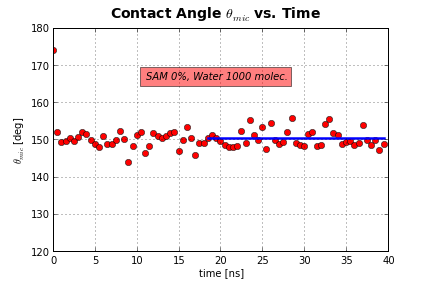 Contact Angle θmic vs. Time
SAM 0%, Water 1000 molec.
θmic [deg]
180
170
160
150
140
130
120
0 5 10 15 20 25 30 35 40
time [ns]